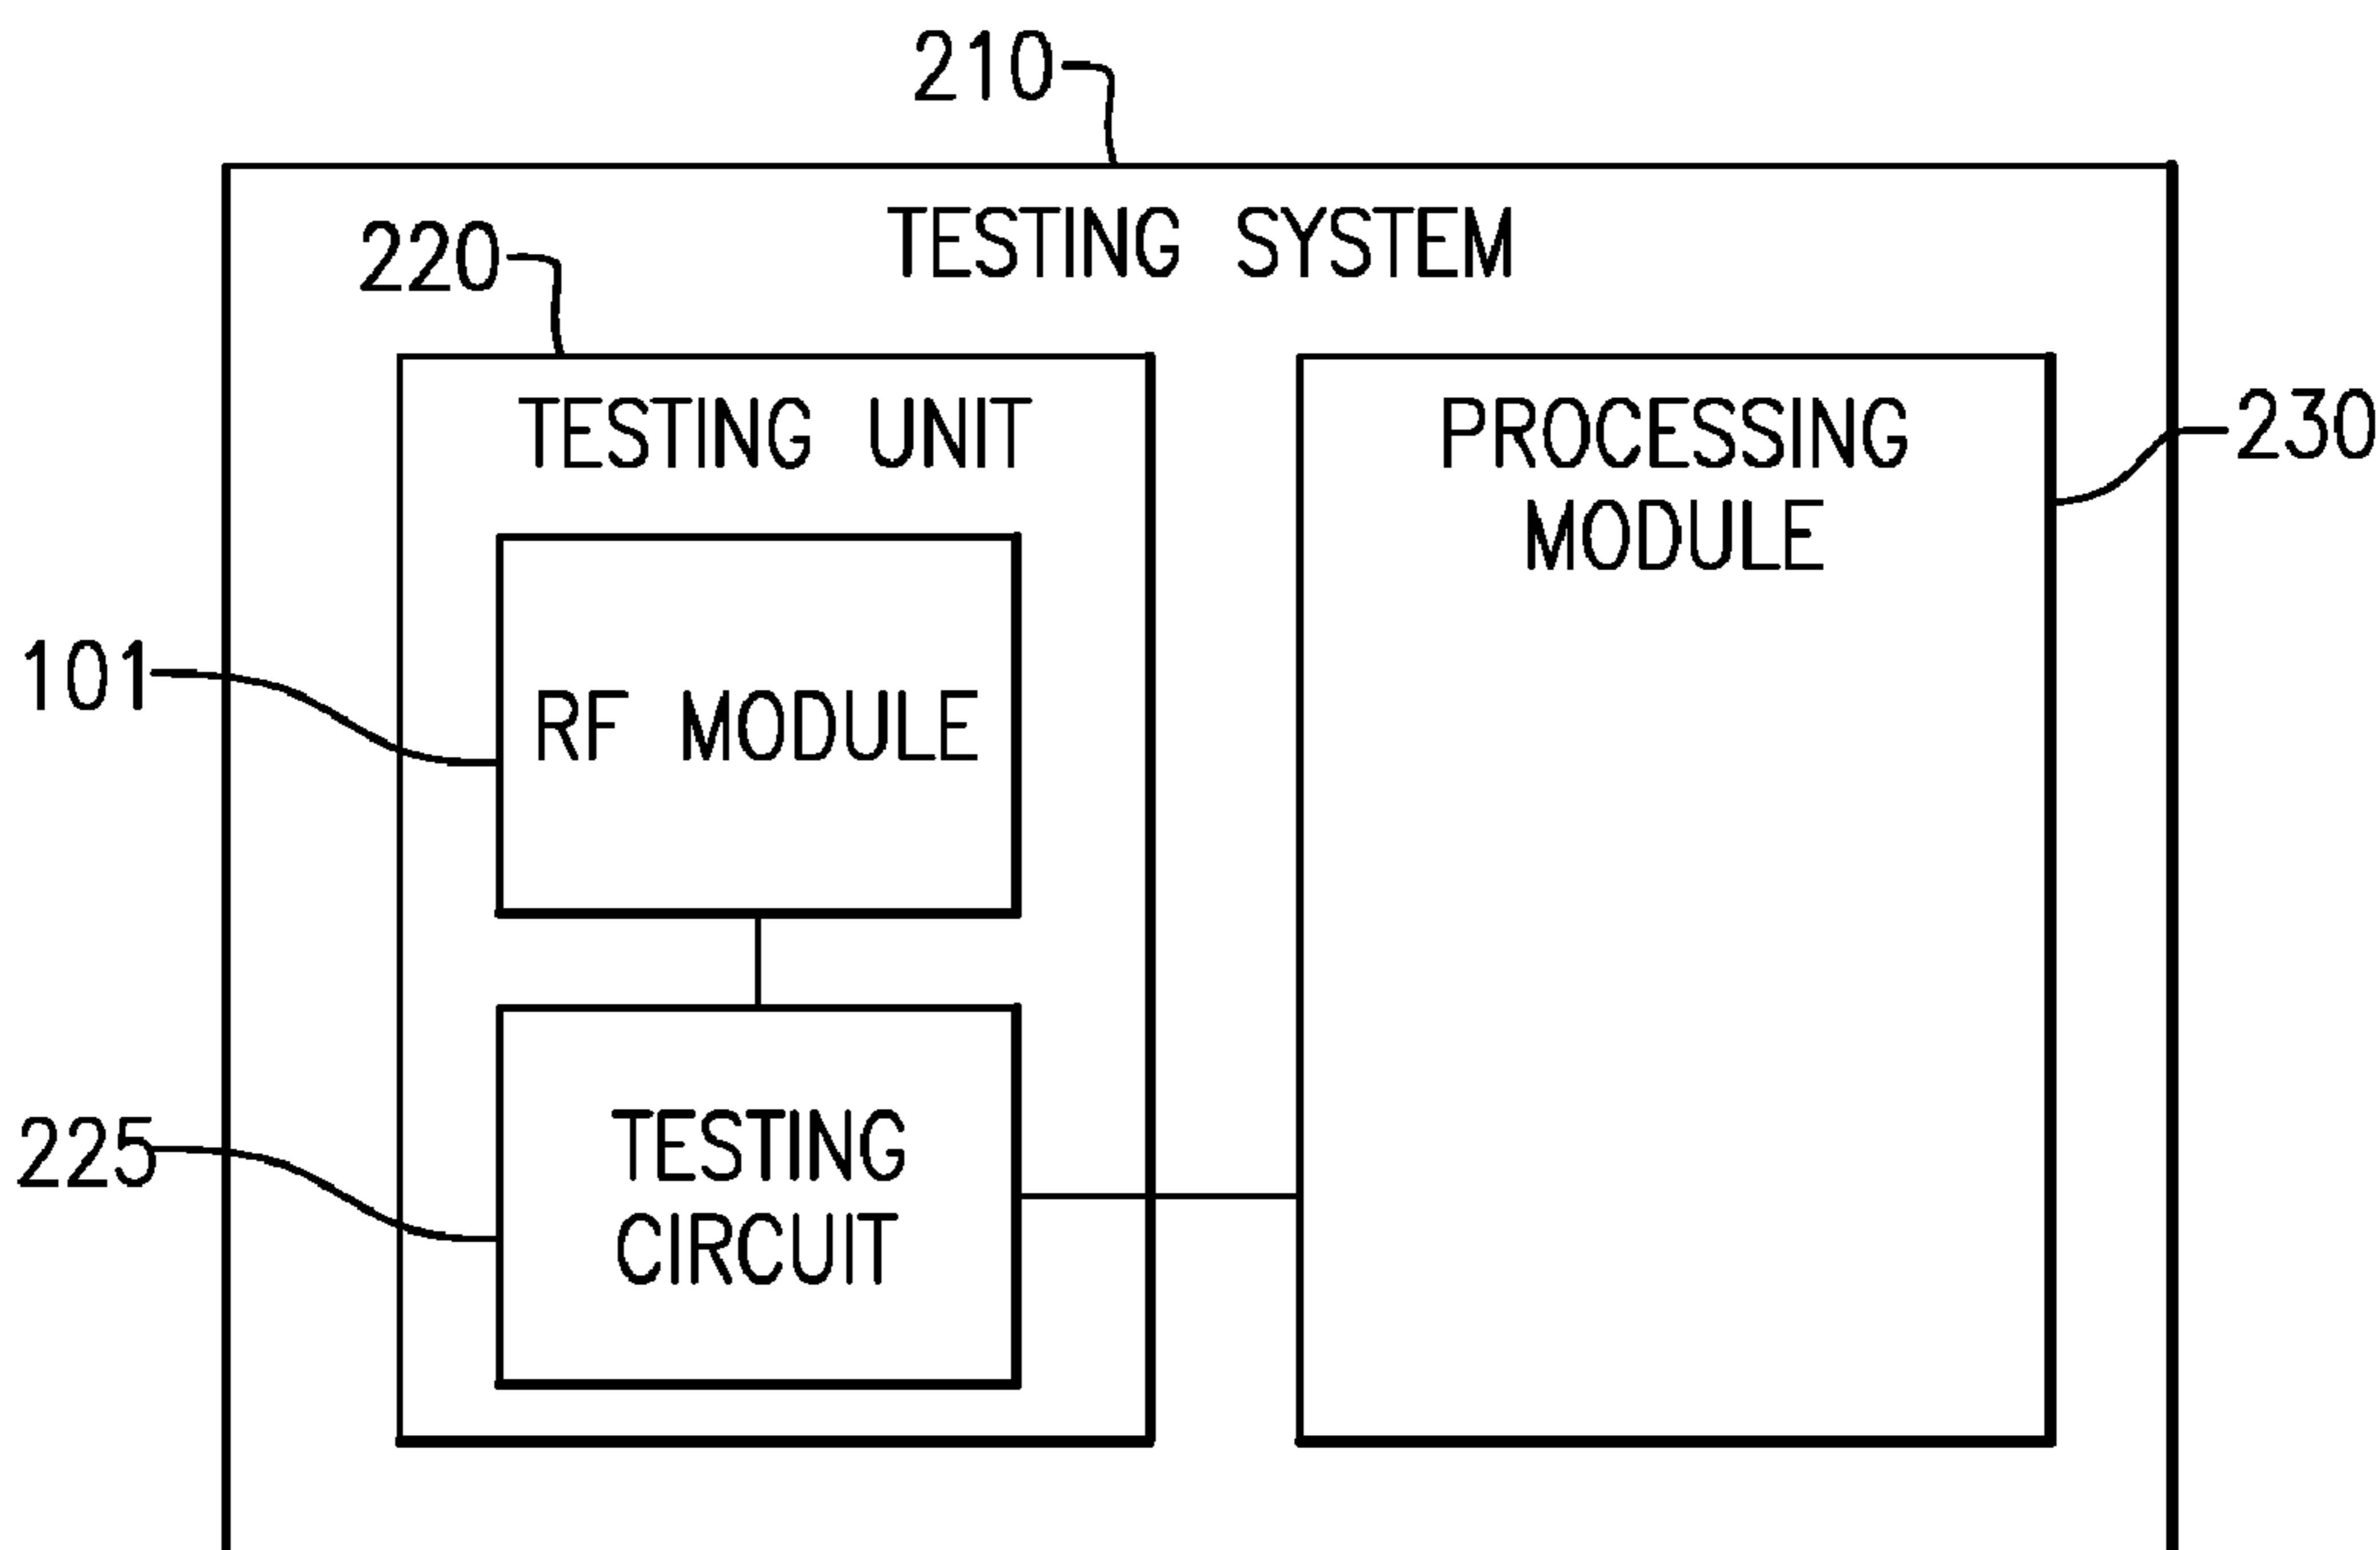 210
TESTING SYSTEM
220
TESTING UNIT
PROCESSING
MODULE
230
101
RF MODULE
225
TESTING
CIRCUIT